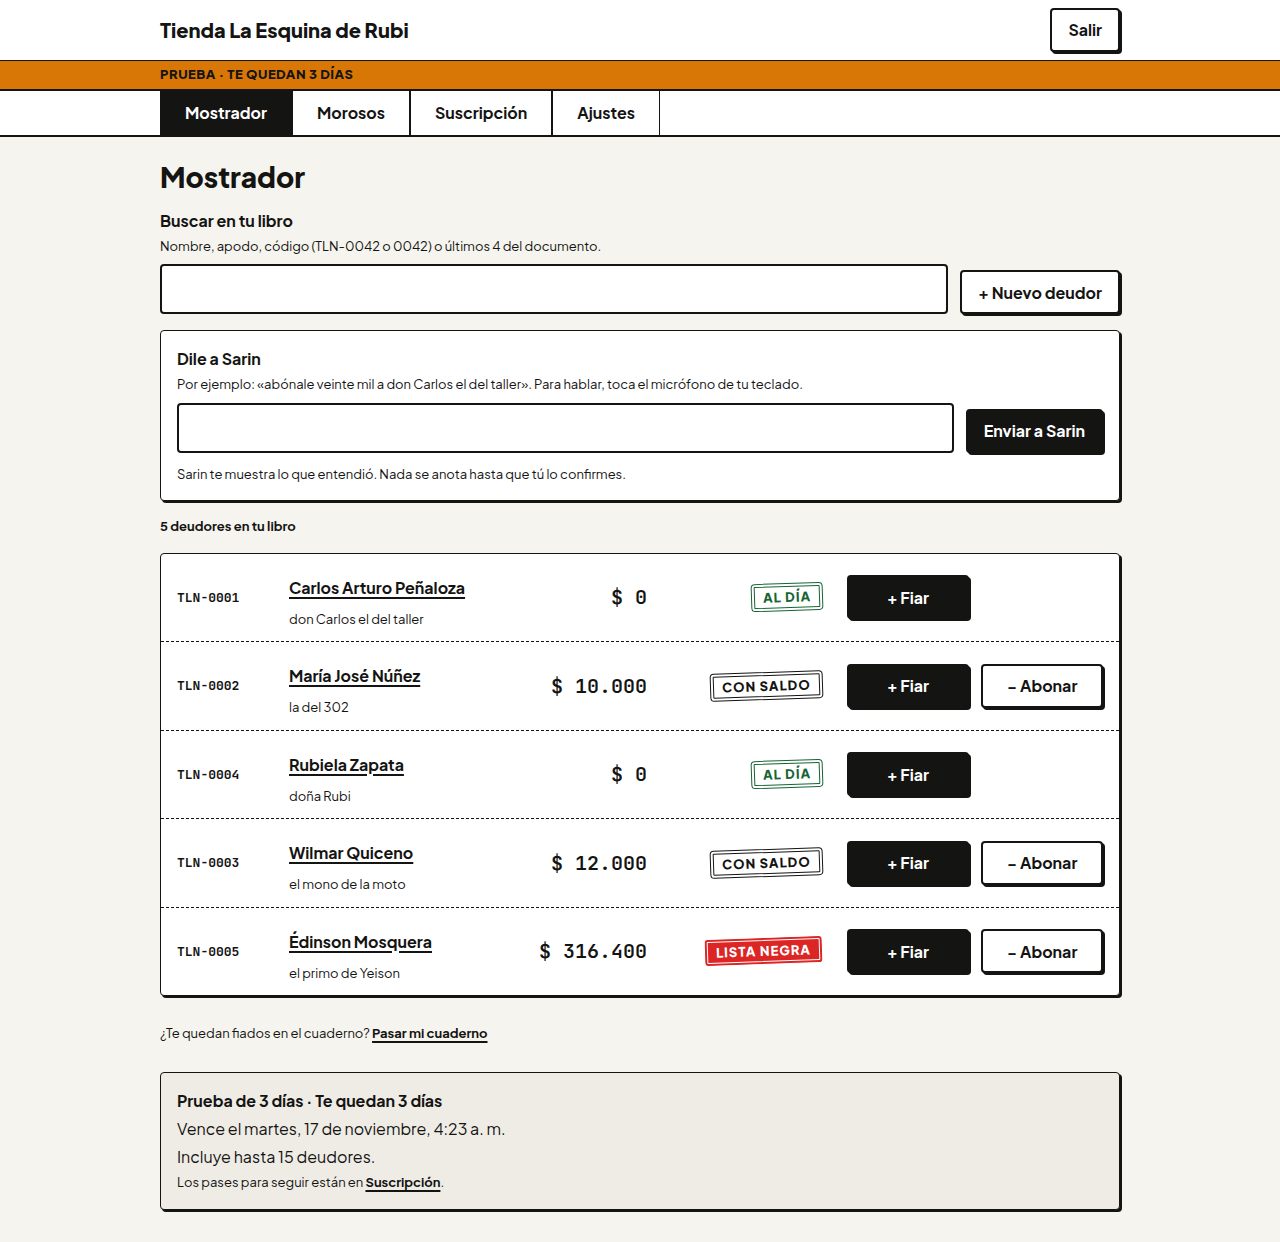 Tienda La Esquina de Rubi
Salir
PRUEBA · TE QUEDAN 3 DÍAS
Mostrador
Morosos
Suscripción
Ajustes
Mostrador
Buscar en tu libro
Nombre, apodo, código (TLN-0042 o 0042) o últimos 4 del documento.
+ Nuevo deudor
Dile a Sarin
Por ejemplo: «abónale veinte mil a don Carlos el del taller». Para hablar, toca el micrófono de tu teclado.
Enviar a Sarin
Sarin te muestra lo que entendió. Nada se anota hasta que tú lo confirmes.
5 deudores en tu libro
TLN-0001
Carlos Arturo Peñaloza
don Carlos el del taller
$ 0
AL DÍA
+ Fiar
TLN-0002
María José Núñez
la del 302
$ 10.000
CON SALDO
+ Fiar
− Abonar
TLN-0004
Rubiela Zapata
doña Rubi
$ 0
AL DÍA
+ Fiar
TLN-0003
Wilmar Quiceno
el mono de la moto
$ 12.000
CON SALDO
+ Fiar
− Abonar
TLN-0005
Édinson Mosquera
el primo de Yeison
$ 316.400
LISTA NEGRA
+ Fiar
− Abonar
¿Te quedan fiados en el cuaderno? Pasar mi cuaderno
Prueba de 3 días · Te quedan 3 días
Vence el martes, 17 de noviembre, 4:23 a. m.
Incluye hasta 15 deudores.
Los pases para seguir están en Suscripción.